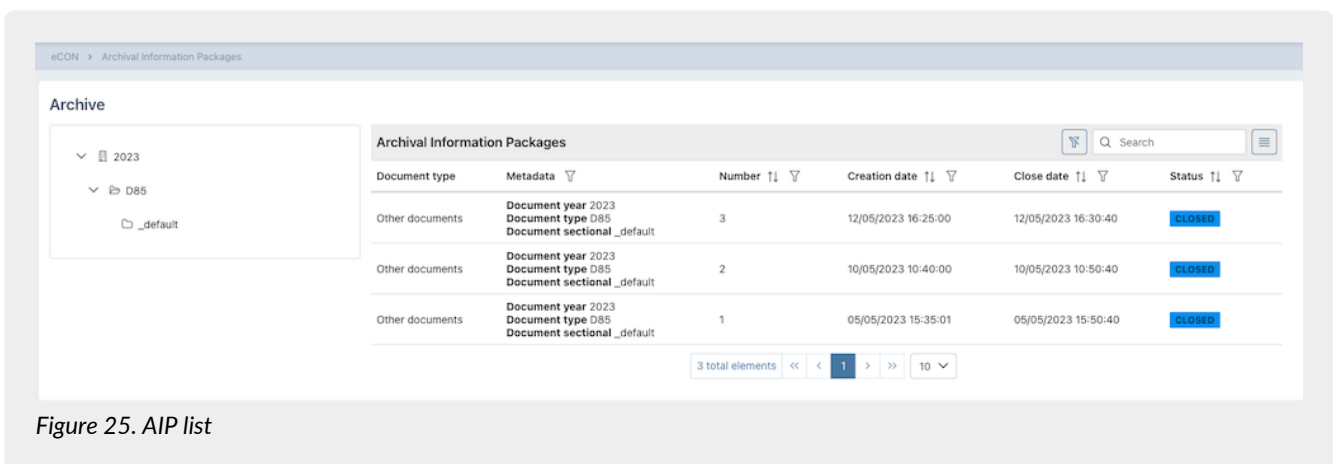 eCON > Archival Information Packages
Archive
2023
D85
_default
Archival Information Packages
Search
Document type Metadata Number Creation date Close date Status
Other documents
Document year 2023
Document type D85
Document sectional _default
3 12/05/2023 16:25:00 12/05/2023 16:30:40 CLOSED
Other documents
Document year 2023
Document type D85
Document sectional _default
2 10/05/2023 10:40:00 10/05/2023 10:50:40 CLOSED
Other documents
Document year 2023
Document type D85
Document sectional _default
1 05/05/2023 15:35:01 05/05/2023 15:50:40 CLOSED
3 total elements << < 1 > >> 10
Figure 25. AIP list